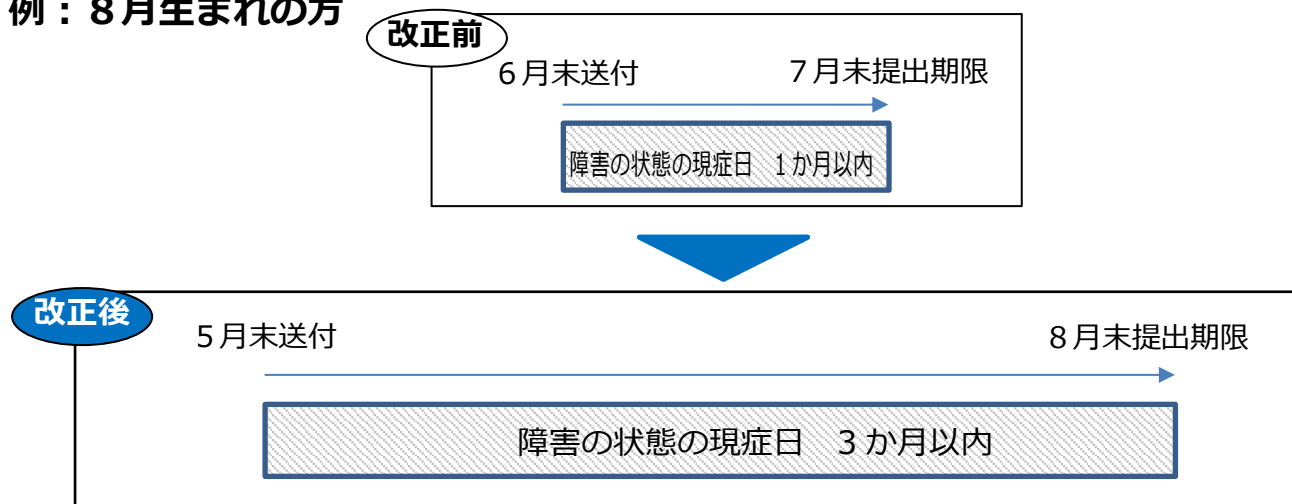 例：８月生まれの方
改正前
６月末送付　７月末提出期限
障害の状態の現症日　１か月以内
改正後
５月末送付　８月末提出期限
障害の状態の現症日　３か月以内